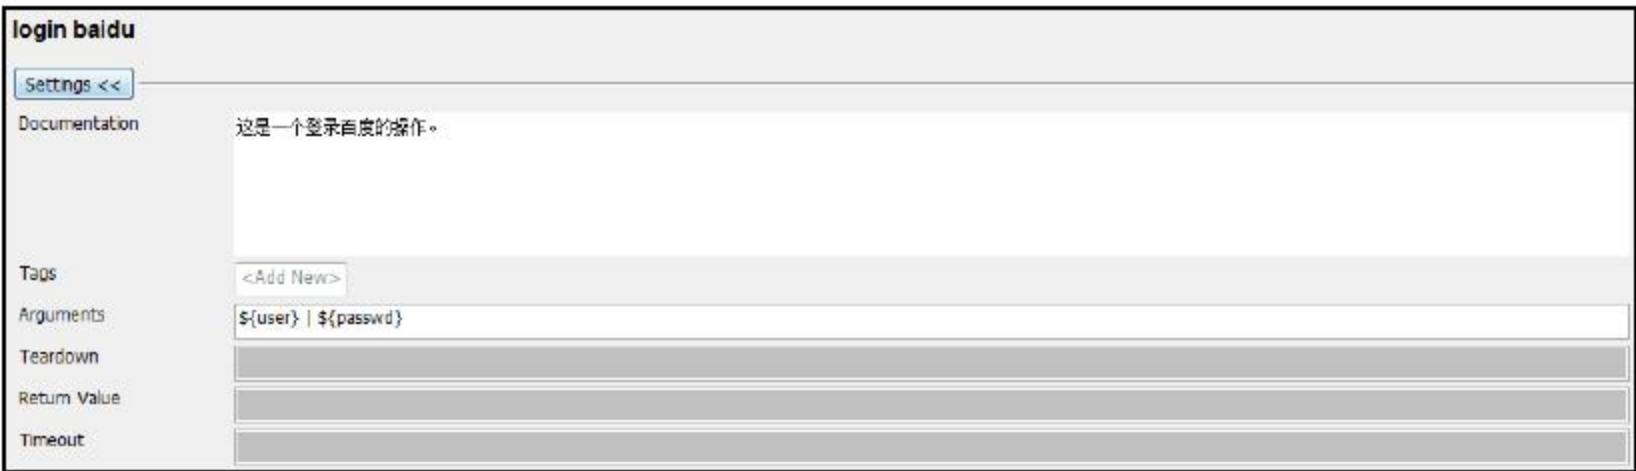 login baidu
Settings <<
Documentation
这是一个登录百度的操作。
Tags
<Add New>
Arguments
${user} | ${passwd}
Teardown
Return Value
Timeout